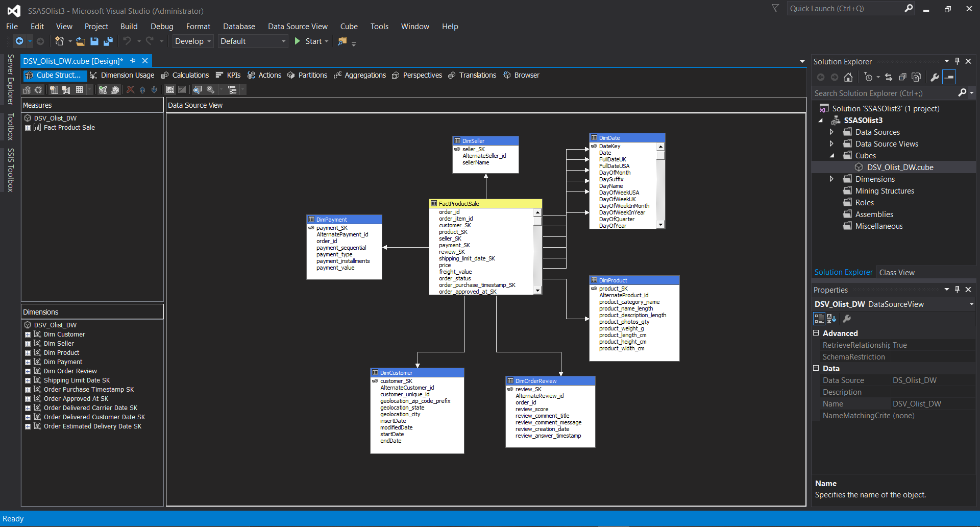 SSASOlist3 - Microsoft Visual Studio (Administrator)
Quick Launch (Ctrl+Q)
File Edit View Project Build Debug Format Database Data Source View Cube Tools Window Help
Develop Default Start
DSV_Olist_DW.cube [Design]*
Cube Struct... Dimension Usage Calculations KPIs Actions Partitions Aggregations Perspectives Translations Browser
Server Explorer
Toolbox
SSIS Toolbox
Measures
DSV_Olist_DW
Fact Product Sale
Dimensions
DSV_Olist_DW
Dim Customer
Dim Seller
Dim Product
Dim Payment
Dim Order Review
Shipping Limit Date SK
Order Purchase Timestamp SK
Order Approved At SK
Order Delivered Carrier Date SK
Order Delivered Customer Date SK
Order Estimated Delivery Date SK
Data Source View
DimSeller
seller_SK
AlternateSeller_id
sellerName
DimDate
DateKey
Date
FullDateUK
FullDateUSA
DayOfMonth
DaySuffix
DayName
DayOfWeekUSA
DayOfWeekUK
DayOfWeekInMonth
DayOfWeekInYear
DayOfQuarter
DayOfYear
FactProductSale
order_id
order_item_id
customer_SK
product_SK
seller_SK
payment_SK
review_SK
shipping_limit_date_SK
price
freight_value
order_status
order_purchase_timestamp_SK
order_approved_at_SK
DimPayment
payment_SK
AlternatePayment_id
order_id
payment_sequential
payment_type
payment_installments
payment_value
DimProduct
product_SK
AlternateProduct_id
product_category_name
product_name_length
product_description_length
product_photos_qty
product_weight_g
product_length_cm
product_height_cm
product_width_cm
DimCustomer
customer_SK
AlternateCustomer_id
customer_unique_id
geolocation_zip_code_prefix
geolocation_state
geolocation_city
insertDate
modifiedDate
startDate
endDate
DimOrderReview
review_SK
AlternateReview_id
order_id
review_score
review_comment_title
review_comment_message
review_creation_date
review_answer_timestamp
Solution Explorer
Search Solution Explorer (Ctrl+;)
Solution 'SSASOlist3' (1 project)
SSASOlist3
Data Sources
Data Source Views
Cubes
DSV_Olist_DW.cube
Dimensions
Mining Structures
Roles
Assemblies
Miscellaneous
Solution Explorer Class View
Properties
DSV_Olist_DW DataSourceView
Advanced
RetrieveRelationship True
SchemaRestriction
Data
Data Source DS_Olist_DW
Description
Name DSV_Olist_DW
NameMatchingCrite (none)
Name
Specifies the name of the object.
Ready